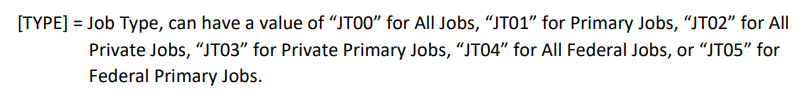 [TYPE] = Job Type, can have a value of “JT00” for All Jobs, “JT01” for Primary Jobs, “JT02” for All
Private Jobs, “JT03” for Private Primary Jobs, “JT04” for All Federal Jobs, or “JT05” for
Federal Primary Jobs.